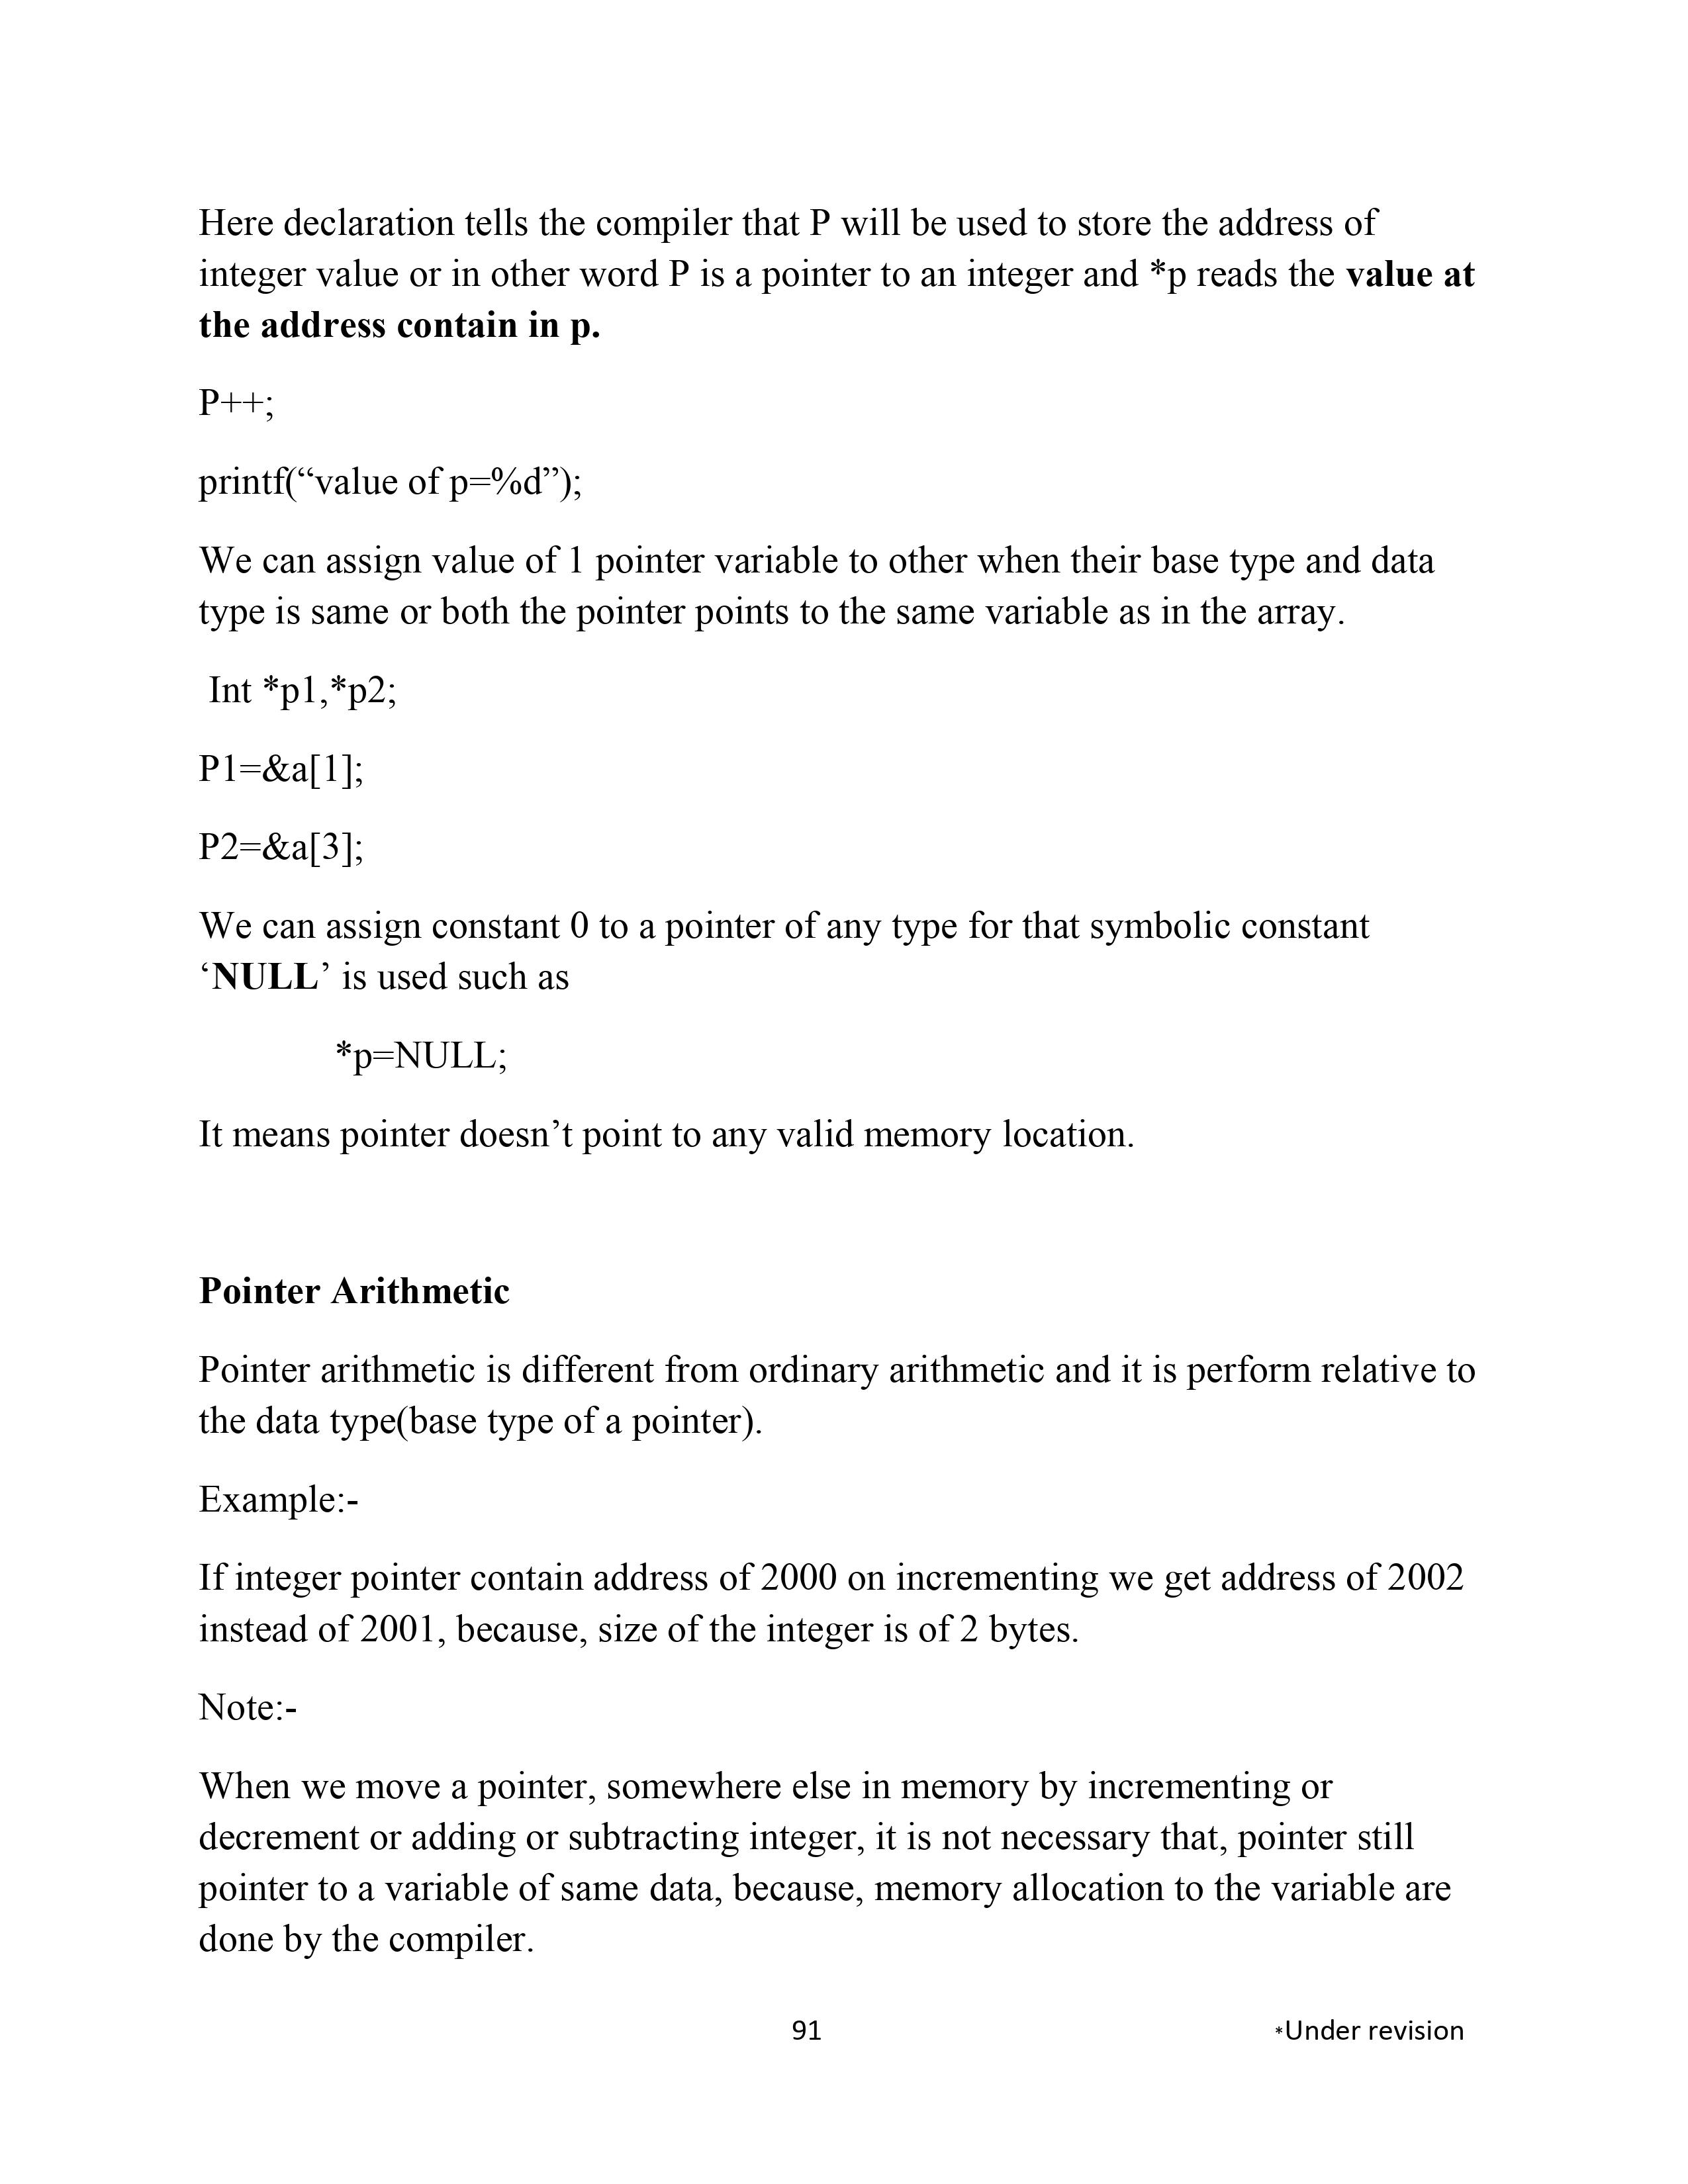 Here declaration tells the compiler that P will be used to store the address of
integer value or in other word P is a pointer to an integer and *p reads the value at
the address contain in p.
P++;
printf(“value of p=%d”);
We can assign value of 1 pointer variable to other when their base type and data
type is same or both the pointer points to the same variable as in the array.
Int *p1,*p2;
P1=&a[1];
P2=&a[3];
We can assign constant 0 to a pointer of any type for that symbolic constant
‘NULL’ is used such as
*p=NULL;
It means pointer doesn’t point to any valid memory location.
Pointer Arithmetic
Pointer arithmetic is different from ordinary arithmetic and it is perform relative to
the data type(base type of a pointer).
Example:-
If integer pointer contain address of 2000 on incrementing we get address of 2002
instead of 2001, because, size of the integer is of 2 bytes.
Note:-
When we move a pointer, somewhere else in memory by incrementing or
decrement or adding or subtracting integer, it is not necessary that, pointer still
pointer to a variable of same data, because, memory allocation to the variable are
done by the compiler.
91 *Under revision